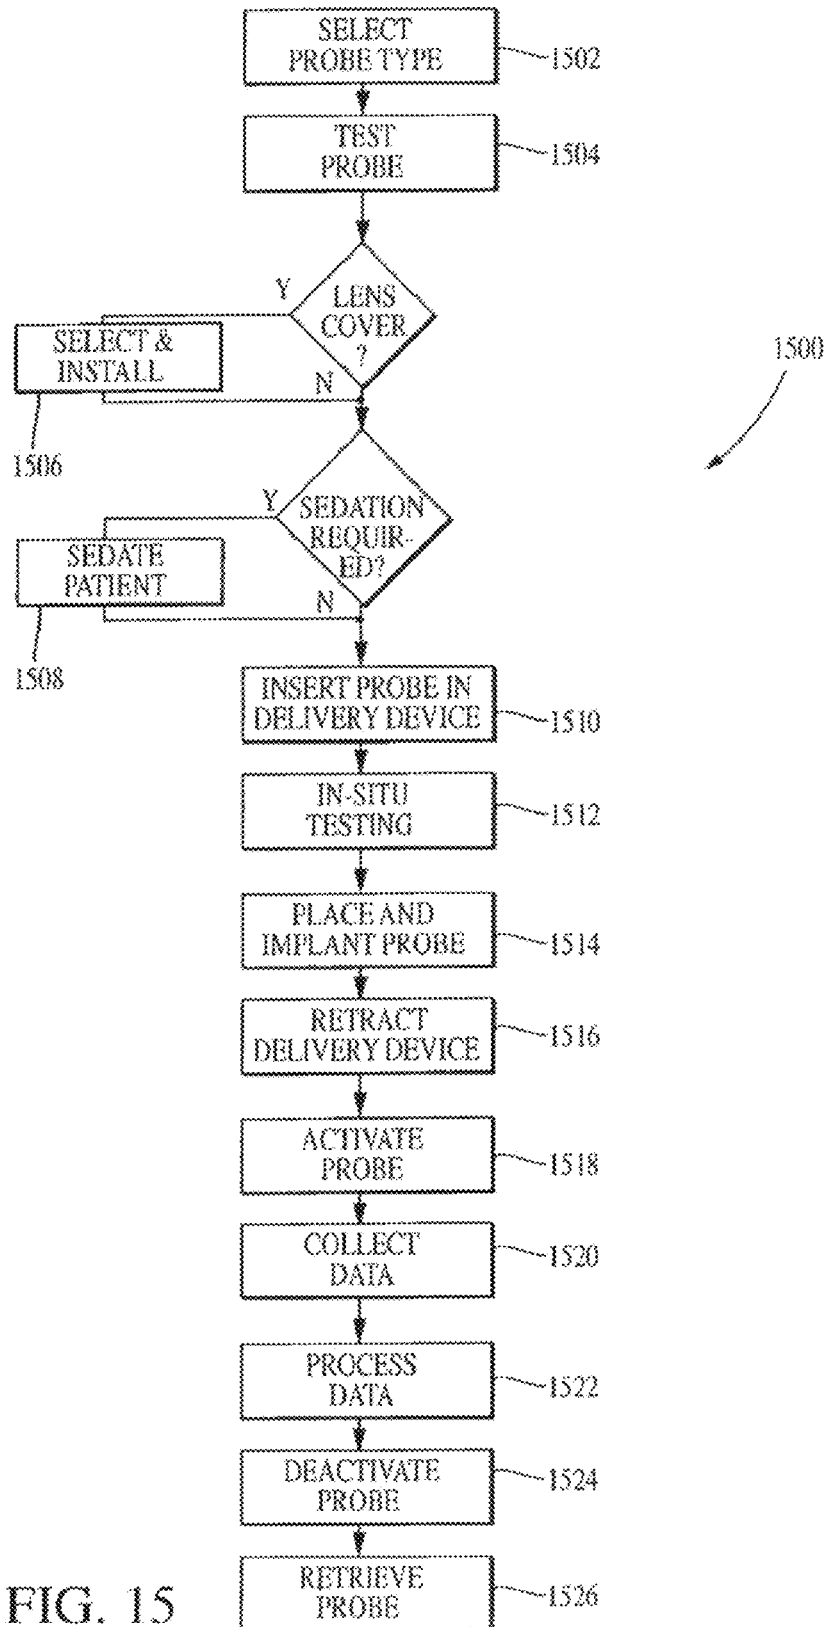 SELECT
PROBE TYPE
1502
TEST
PROBE
1504
Y
LENS
COVER
?
SELECT &
INSTALL
N
1506
1500
Y
SEDATION
REQUIR-
ED?
SEDATE
PATIENT
N
1508
INSERT PROBE IN
DELIVERY DEVICE
1510
IN-SITU
TESTING
1512
PLACE AND
IMPLANT PROBE
1514
RETRACT
DELIVERY DEVICE
1516
ACTIVATE
PROBE
1518
COLLECT
DATA
1520
PROCESS
DATA
1522
DEACTIVATE
PROBE
1524
RETRIEVE
PROBE
1526
FIG. 15